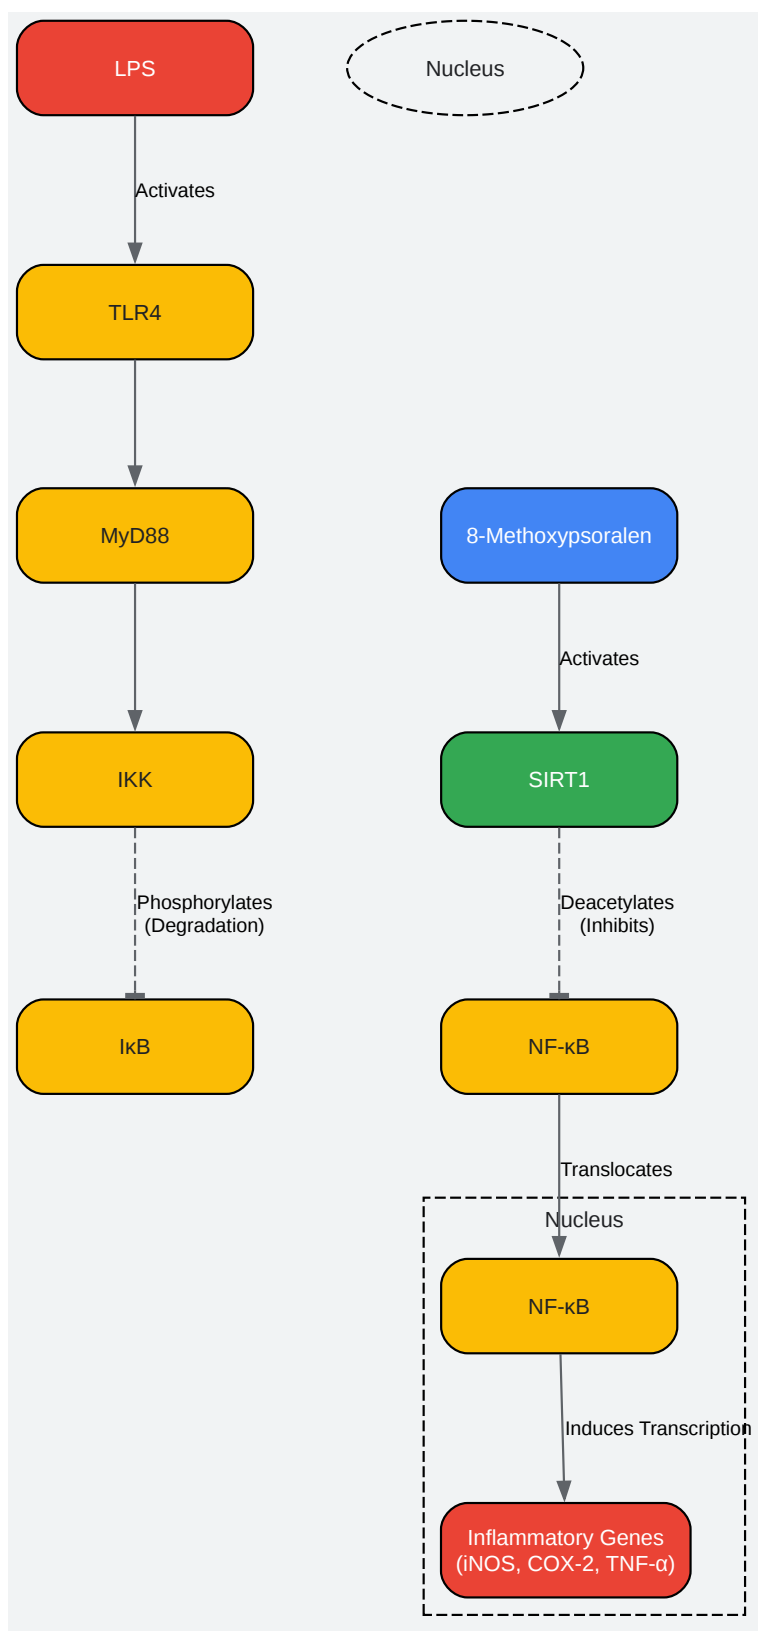 LPS
Nucleus
Activates
TLR4
MyD88
8-Methoxypsoralen
Activates
IKK
SIRT1
Phosphorylates
(Degradation)
Deacetylates
(Inhibits)
IκB
NF-κB
Translocates
Nucleus
NF-κB
Induces Transcription
Inflammatory Genes
(iNOS, COX-2, TNF-α)